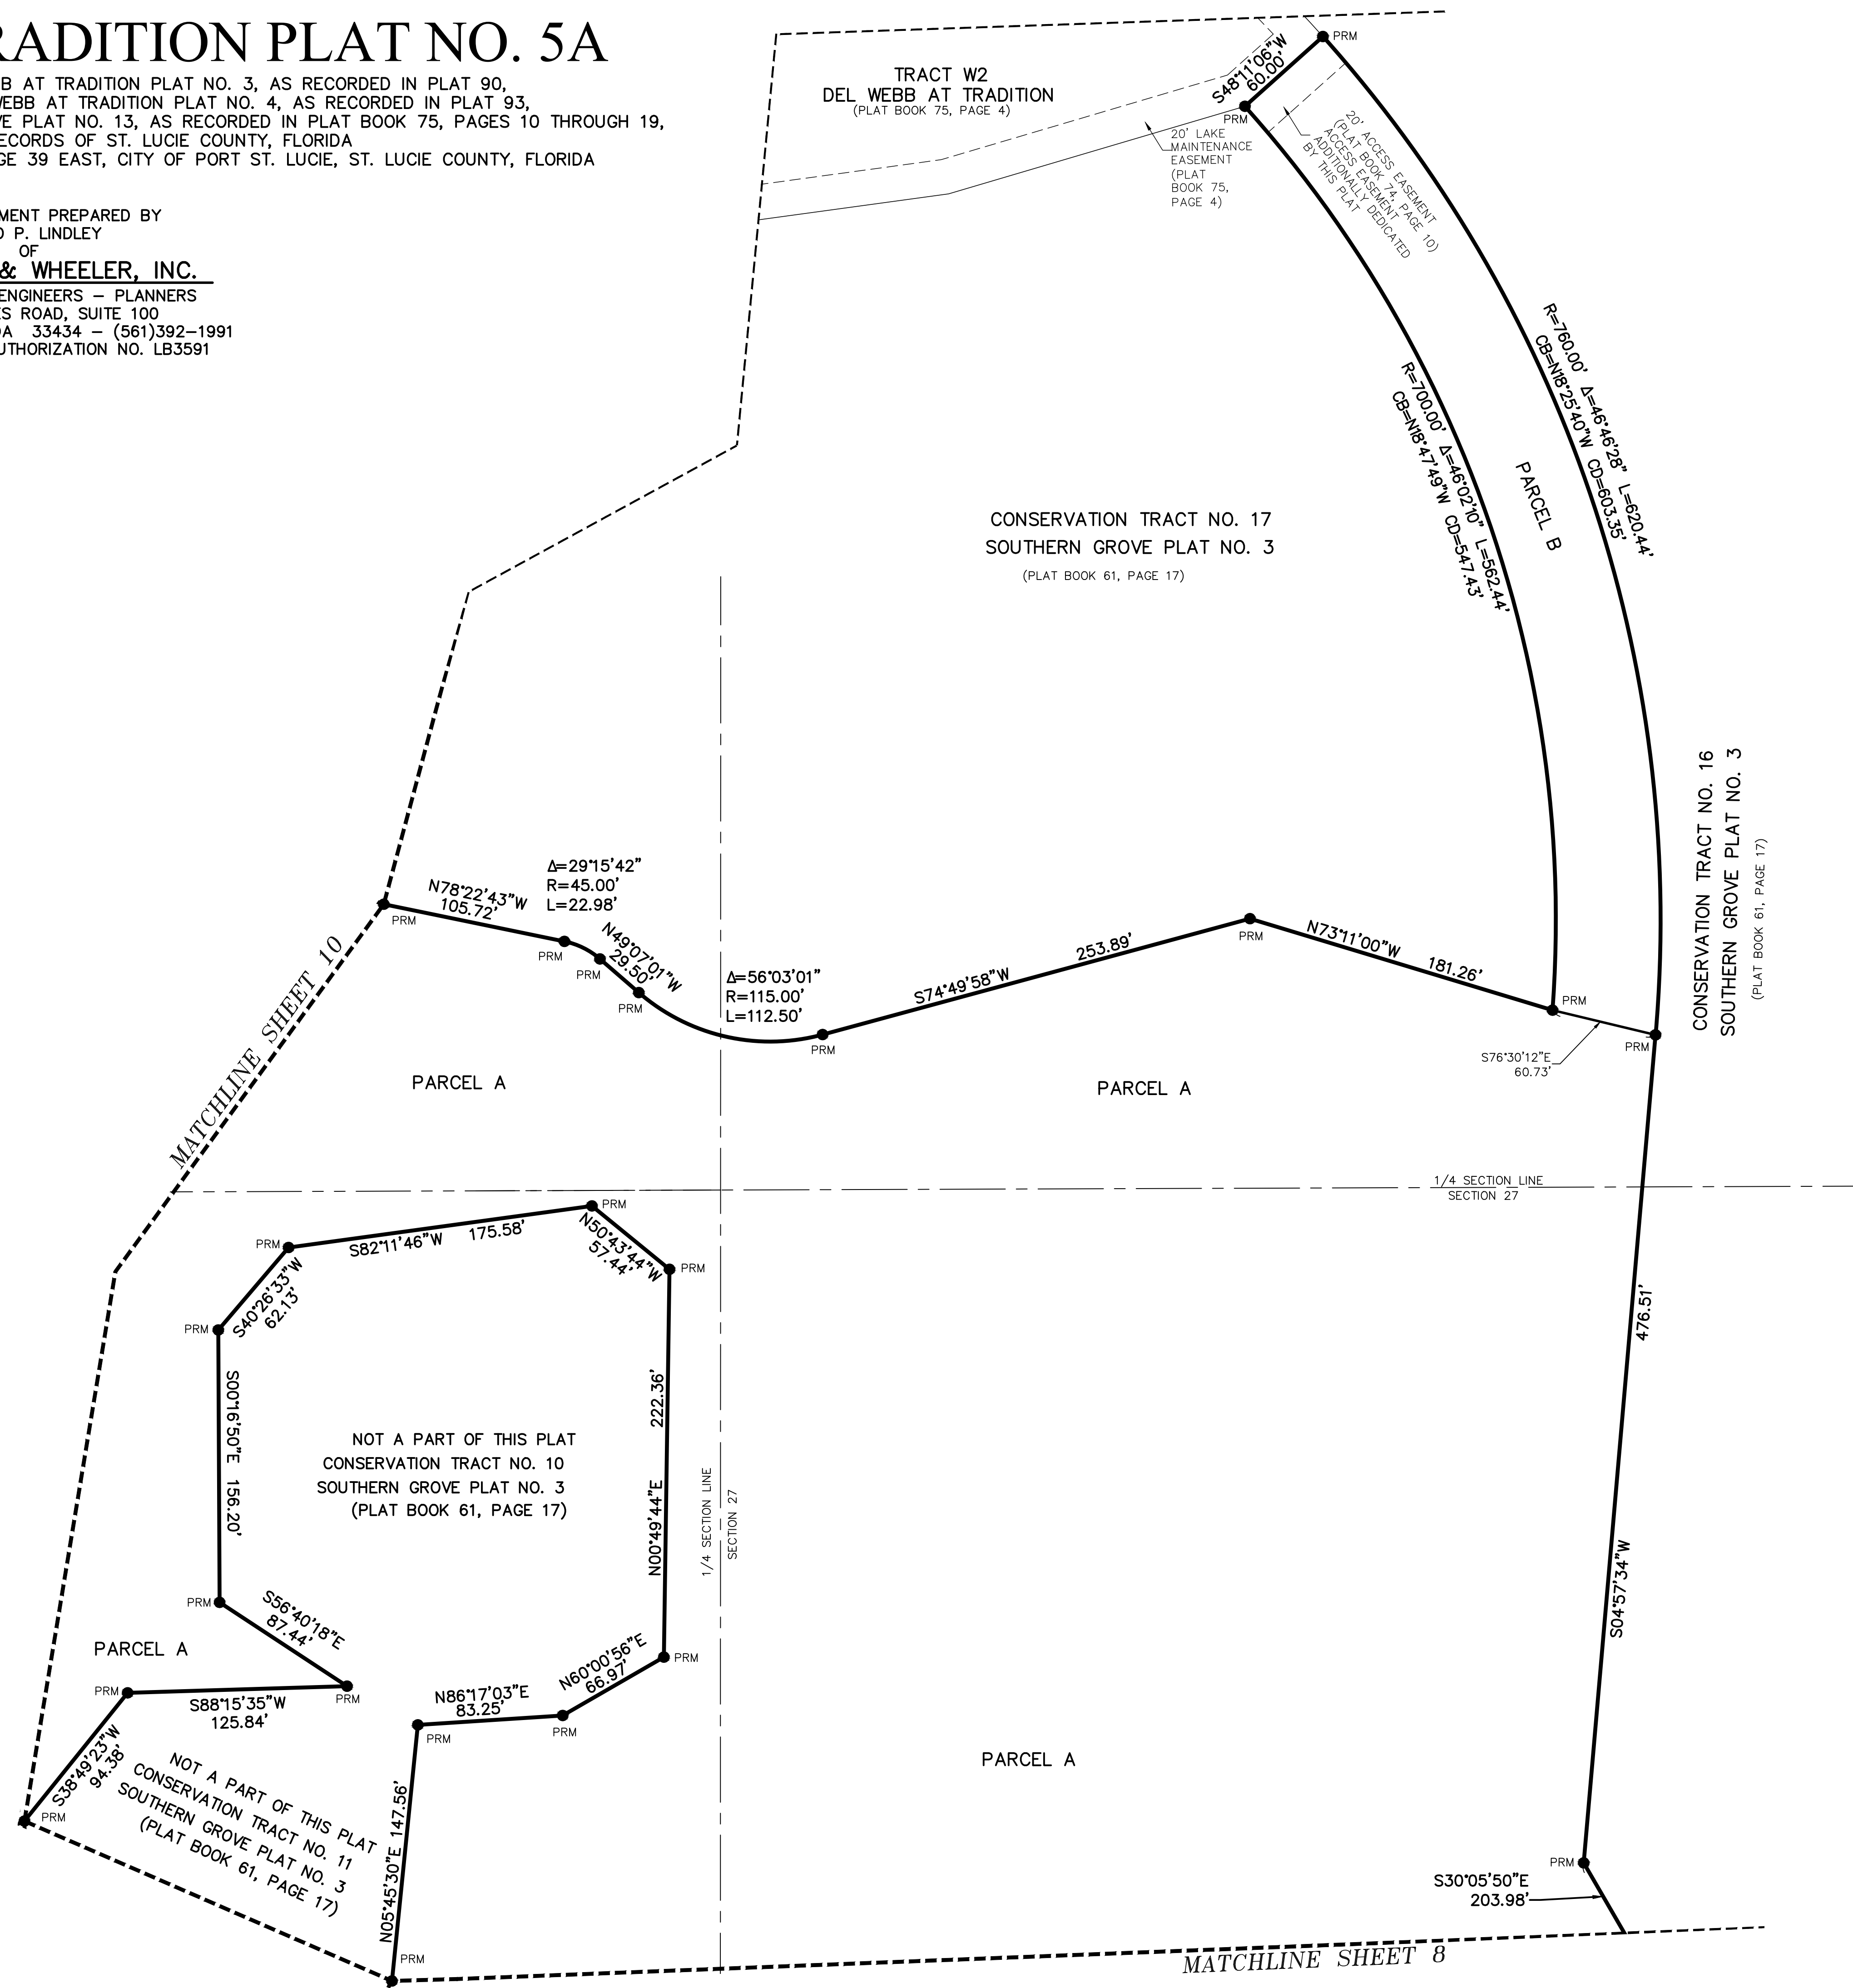 RADITION PLAT NO. 5A
BB AT TRADITION PLAT NO. 3, AS RECORDED IN PLAT 90,
WEBB AT TRADITION PLAT NO. 4, AS RECORDED IN PLAT 93,
VE PLAT NO. 13, AS RECORDED IN PLAT BOOK 75, PAGES 10 THROUGH 19,
RECORDS OF ST. LUCIE COUNTY, FLORIDA
GE 39 EAST, CITY OF PORT ST. LUCIE, ST. LUCIE COUNTY, FLORIDA
MENT PREPARED BY
D P. LINDLEY
OF
& WHEELER, INC.
ENGINEERS – PLANNERS
ES ROAD, SUITE 100
DA 33434 – (561)392–1991
UTHORIZATION NO. LB3591
TRACT W2
DEL WEBB AT TRADITION
(PLAT BOOK 75, PAGE 4)
S48°11'06"W
60.00'
PRM
PRM
20' LAKE
MAINTENANCE
EASEMENT
(PLAT
BOOK 75,
PAGE 4)
20' ACCESS EASEMENT
(PLAT BOOK 74, PAGE 10)
ACCESS EASEMENT
ADDITIONALLY DEDICATED
BY THIS PLAT
R=760.00' Δ=46°46'28" L=620.44'
CB=N18°25'40"W CD=603.35'
R=700.00' Δ=46°02'10" L=562.44'
CB=N18°47'49"W CD=547.43'
PARCEL B
CONSERVATION TRACT NO. 17
SOUTHERN GROVE PLAT NO. 3
(PLAT BOOK 61, PAGE 17)
CONSERVATION TRACT NO. 16
SOUTHERN GROVE PLAT NO. 3
(PLAT BOOK 61, PAGE 17)
N78°22'43"W
105.72'
PRM
Δ=29°15'42"
R=45.00'
L=22.98'
PRM
PRM
N49°07'01"W
29.50'
PRM
Δ=56°03'01"
R=115.00'
L=112.50'
PRM
S74°49'58"W 253.89'
PRM
N73°11'00"W 181.26'
PRM
PRM
S76°30'12"E
60.73'
MATCHLINE SHEET 10
PARCEL A
PARCEL A
1/4 SECTION LINE
SECTION 27
PRM
S82°11'46"W 175.58'
PRM
N50°43'44"W
57.44'
PRM
S40°26'33"W
62.13'
PRM
S00°16'50"E 156.20'
222.36'
N00°49'44"E
NOT A PART OF THIS PLAT
CONSERVATION TRACT NO. 10
SOUTHERN GROVE PLAT NO. 3
(PLAT BOOK 61, PAGE 17)
1/4 SECTION LINE
SECTION 27
476.51'
S04°57'34"W
PRM
S56°40'18"E
87.44'
PARCEL A
PRM
S88°15'35"W
125.84'
PRM
N86°17'03"E
83.25'
PRM
N60°00'56"E
66.97'
PRM
PRM
S38°49'23"W
94.38'
PRM
NOT A PART OF THIS PLAT
CONSERVATION TRACT NO. 11
SOUTHERN GROVE PLAT NO. 3
(PLAT BOOK 61, PAGE 17)
N05°45'30"E 147.56'
PRM
PARCEL A
PRM
S30°05'50"E
203.98'
MATCHLINE SHEET 8